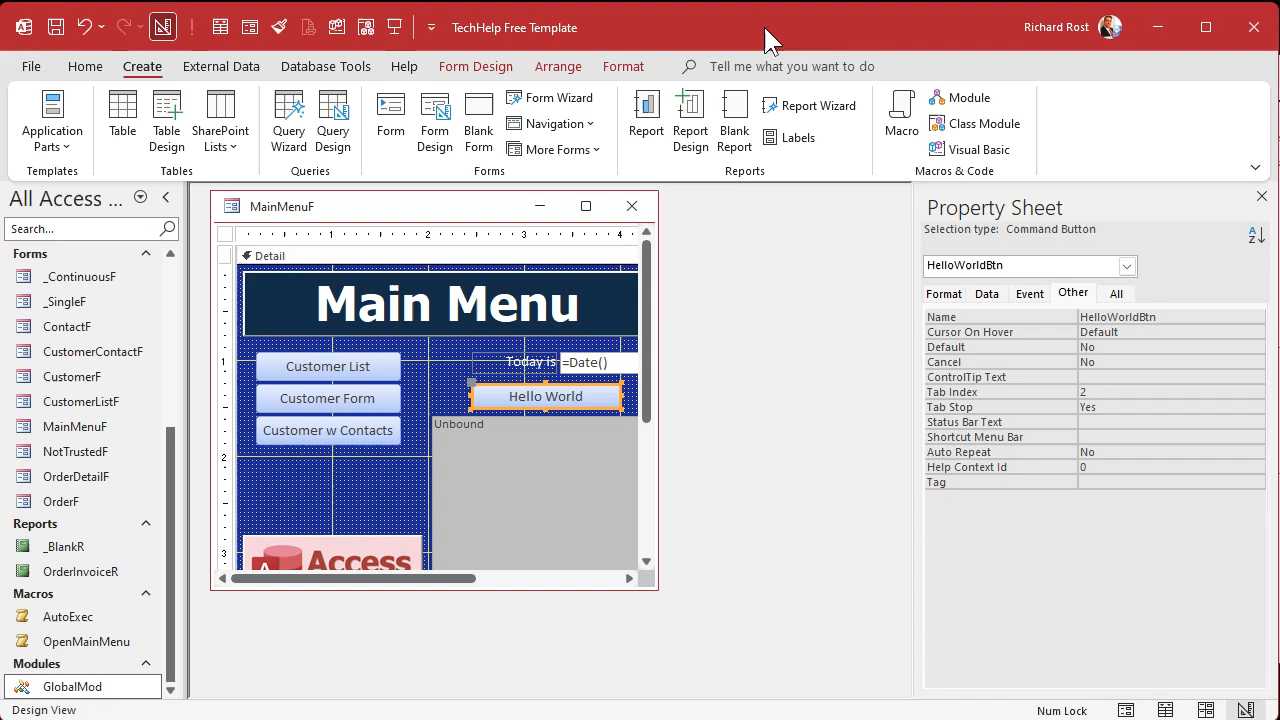 TechHelp Free Template
Richard Rost
File
Home
Create
External Data
Database Tools
Help
Form Design
Arrange
Format
Tell me what you want to do
Application Parts
Table
Table Design
SharePoint Lists
Query Wizard
Query Design
Form
Form Design
Blank Form
Form Wizard
Navigation
More Forms
Report
Report Design
Blank Report
Report Wizard
Labels
Macro
Module
Class Module
Visual Basic
Templates
Tables
Queries
Forms
Reports
Macros & Code
All Access ...
Search...
Forms
_ContinuousF
_SingleF
ContactF
CustomerContactF
CustomerF
CustomerListF
MainMenuF
NotTrustedF
OrderDetailF
OrderF
Reports
_BlankR
OrderInvoiceR
Macros
AutoExec
OpenMainMenu
Modules
GlobalMod
MainMenuF
1 2 3 4
Detail
Main Menu
1
Customer List
Today is =Date()
Customer Form
Hello World
Customer w Contacts
Unbound
2
3
A Access
Property Sheet
Selection type: Command Button
A
Z
HelloWorldBtn
Format Data Event Other All
Name HelloWorldBtn
Cursor On Hover Default
Default No
Cancel No
ControlTip Text
Tab Index 2
Tab Stop Yes
Status Bar Text
Shortcut Menu Bar
Auto Repeat No
Help Context Id 0
Tag
Design View
Num Lock